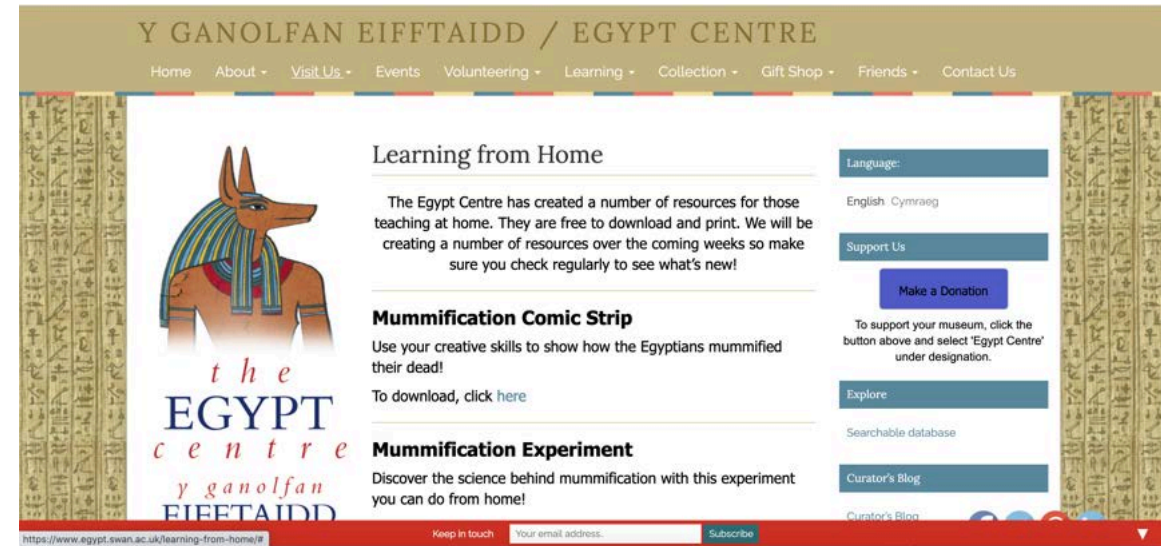 Y GANOLFAN EIFFTAIDD / EGYPT CENTRE
Home About Visit Us Events Volunteering Learning Collection Gift Shop Friends Contact Us
the
EGYPT
centre
y ganolfan
EIFFTAIDD
Learning from Home
The Egypt Centre has created a number of resources for those
teaching at home. They are free to download and print. We will be
creating a number of resources over the coming weeks so make
sure you check regularly to see what's new!
Mummification Comic Strip
Use your creative skills to show how the Egyptians mummified
their dead!
To download, click here
Mummification Experiment
Discover the science behind mummification with this experiment
you can do from home!
Language:
English Cymraeg
Support Us
Make a Donation
To support your museum, click the
button above and select 'Egypt Centre'
under designation.
Explore
Searchable database
Curator's Blog
Curator's Blog
Keep in touch Your email address.. Subscribe
https://www.egypt.swan.ac.uk/learning-from-home/#